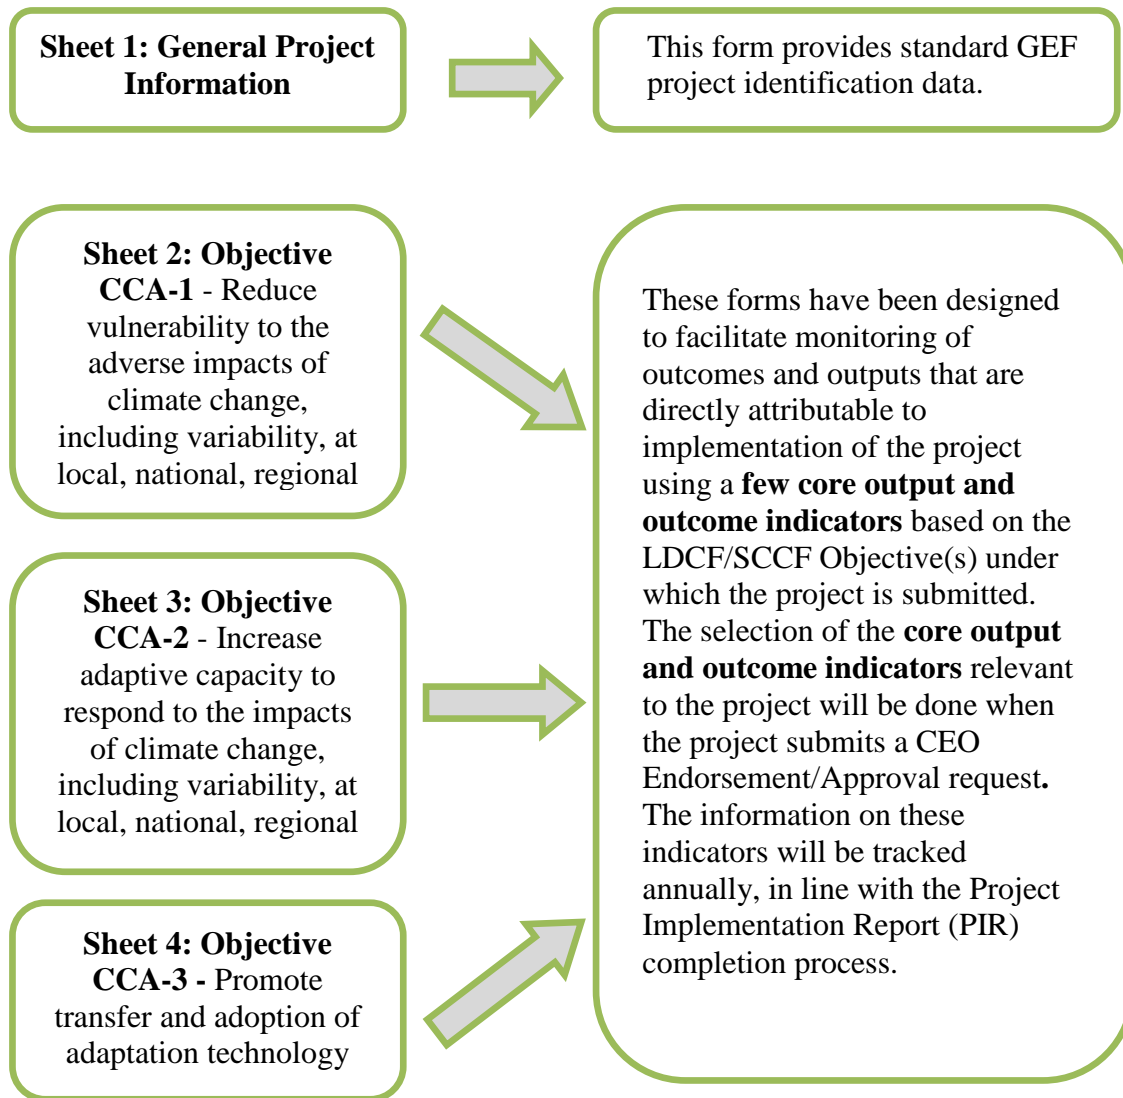 Sheet 1: General Project
Information
This form provides standard GEF
project identification data.
Sheet 2: Objective
CCA-1 - Reduce
vulnerability to the
adverse impacts of
climate change,
including variability, at
local, national, regional
Sheet 3: Objective
CCA-2 - Increase
adaptive capacity to
respond to the impacts
of climate change,
including variability, at
local, national, regional
Sheet 4: Objective
CCA-3 - Promote
transfer and adoption of
adaptation technology
These forms have been designed
to facilitate monitoring of
outcomes and outputs that are
directly attributable to
implementation of the project
using a few core output and
outcome indicators based on the
LDCF/SCCF Objective(s) under
which the project is submitted.
The selection of the core output
and outcome indicators relevant
to the project will be done when
the project submits a CEO
Endorsement/Approval request.
The information on these
indicators will be tracked
annually, in line with the Project
Implementation Report (PIR)
completion process.